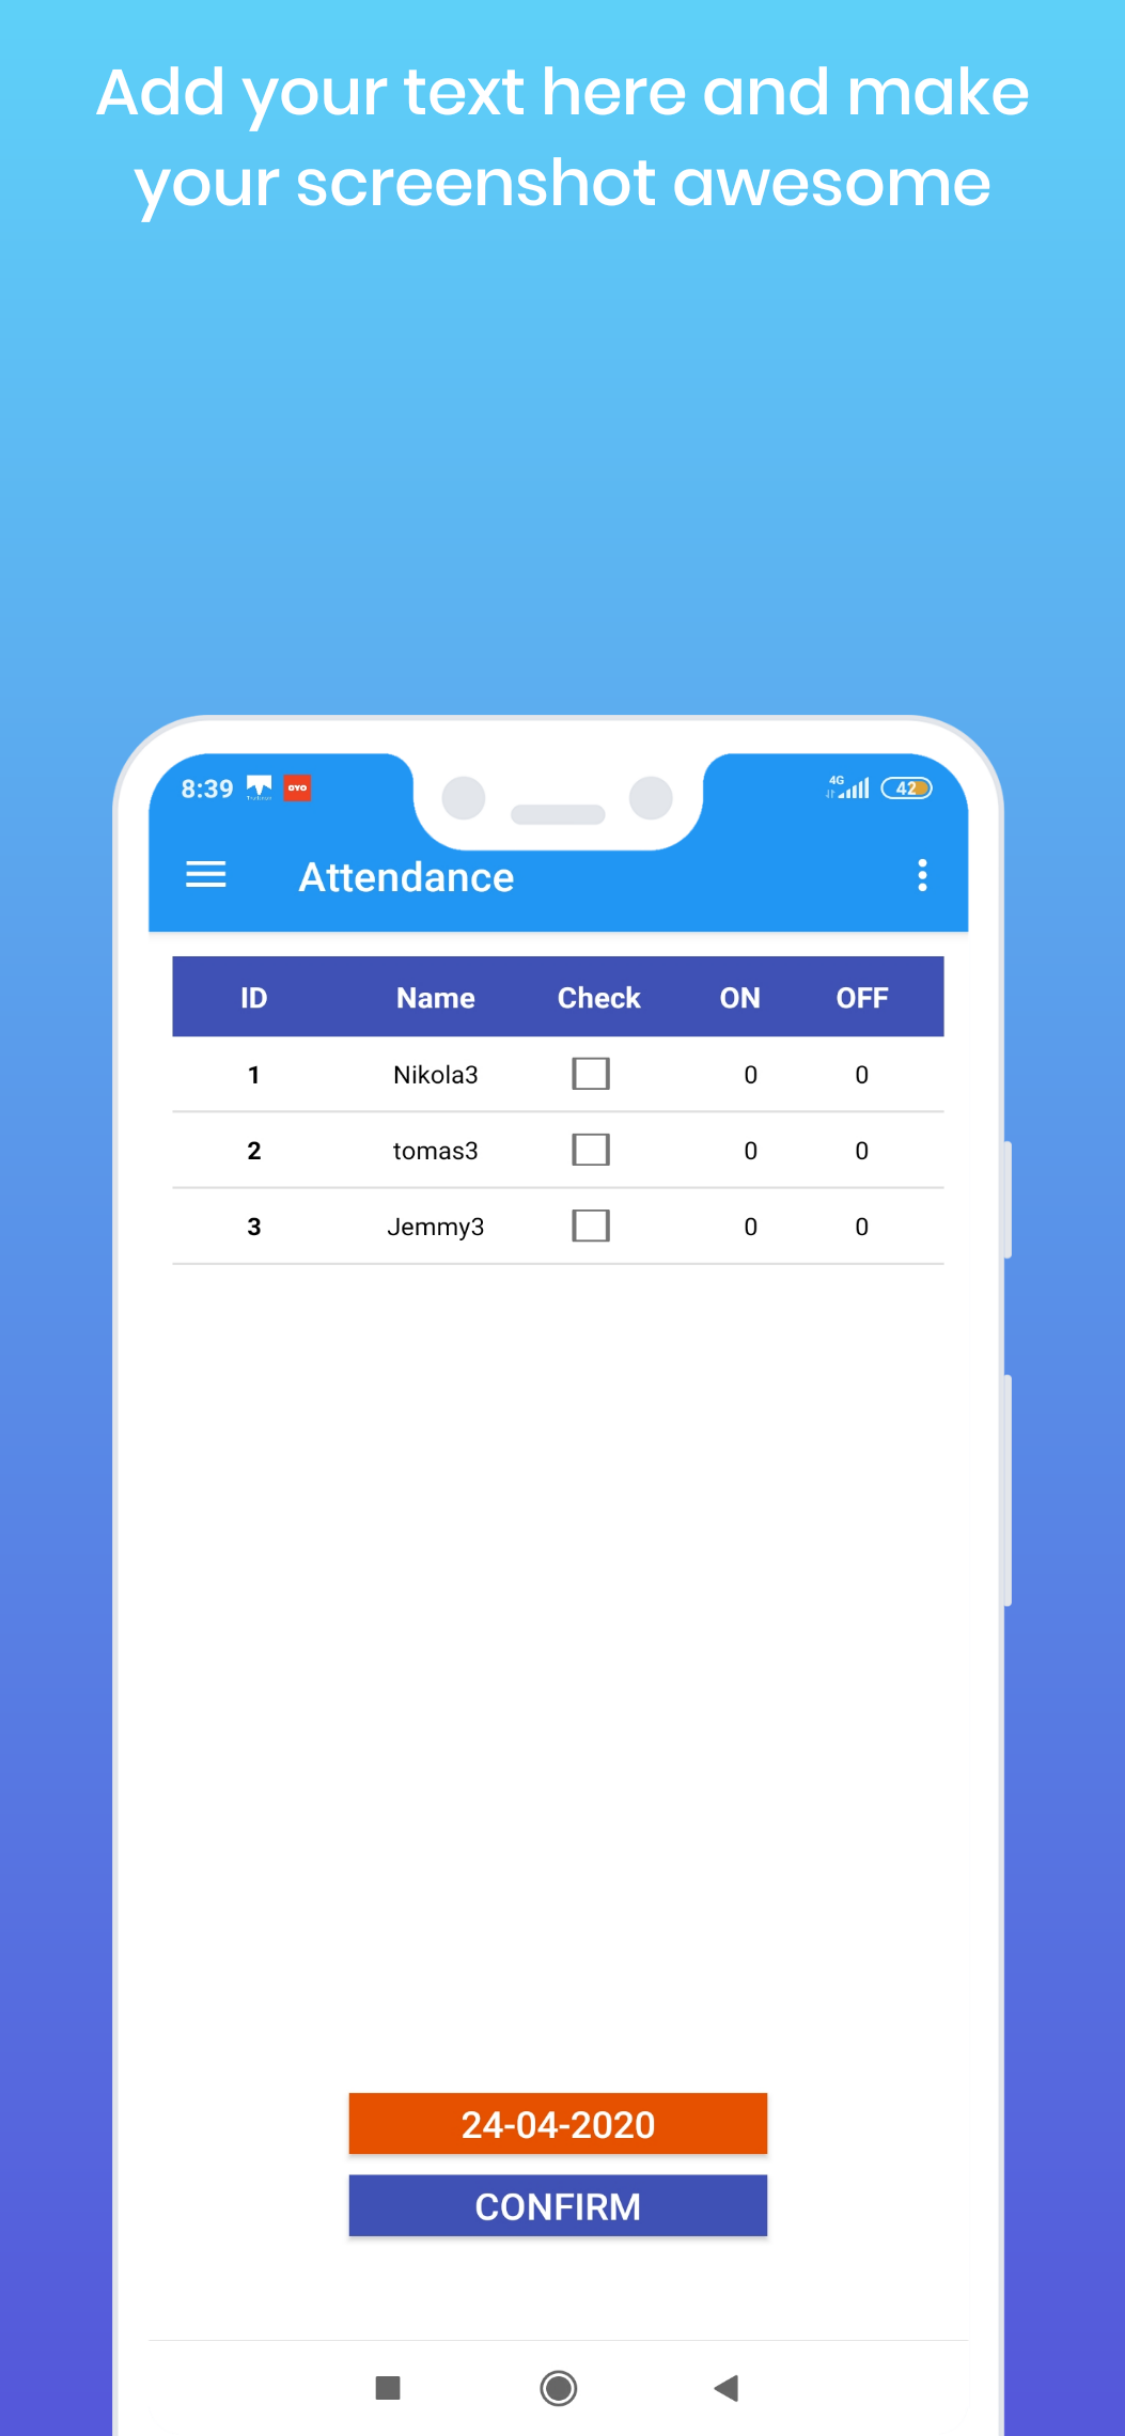 Add your text here and make
your screenshot awesome
8:39 OYO 4G 42
Attendance
ID Name Check ON OFF
1 Nikola3 0 0
2 tomas3 0 0
3 Jemmy3 0 0
24-04-2020
CONFIRM